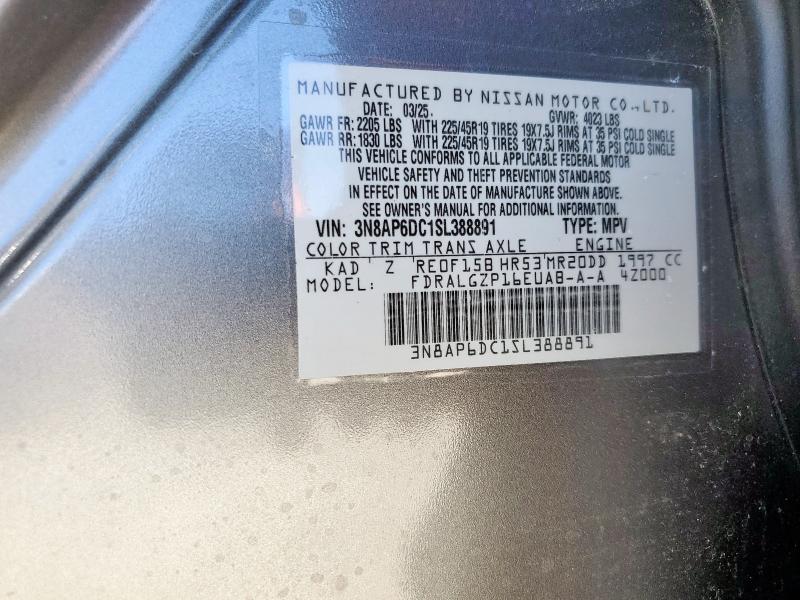 MANUFACTURED BY NISSAN MOTOR CO.,LTD.
DATE: 03/25. GVWR: 4023 LBS
GAWR FR: 2205 LBS WITH 225/45R19 TIRES 19X7.5J RIMS AT 35 PSI COLD SINGLE
GAWR RR: 1830 LBS WITH 225/45R19 TIRES 19X7.5J RIMS AT 35 PSI COLD SINGLE
THIS VEHICLE CONFORMS TO ALL APPLICABLE FEDERAL MOTOR
VEHICLE SAFETY AND THEFT PREVENTION STANDARDS
IN EFFECT ON THE DATE OF MANUFACTURE SHOWN ABOVE.
SEE OWNER'S MANUAL FOR ADDITIONAL INFORMATION.
VIN: 3N8AP6DC1SL388891 TYPE: MPV
COLOR TRIM TRANS AXLE ENGINE
KAD Z RE0F15B HR53 MR20DD 1997 CC
MODEL: FDRALGZP16EUA8-A-A 4Z000
3N8AP6DC1SL388891